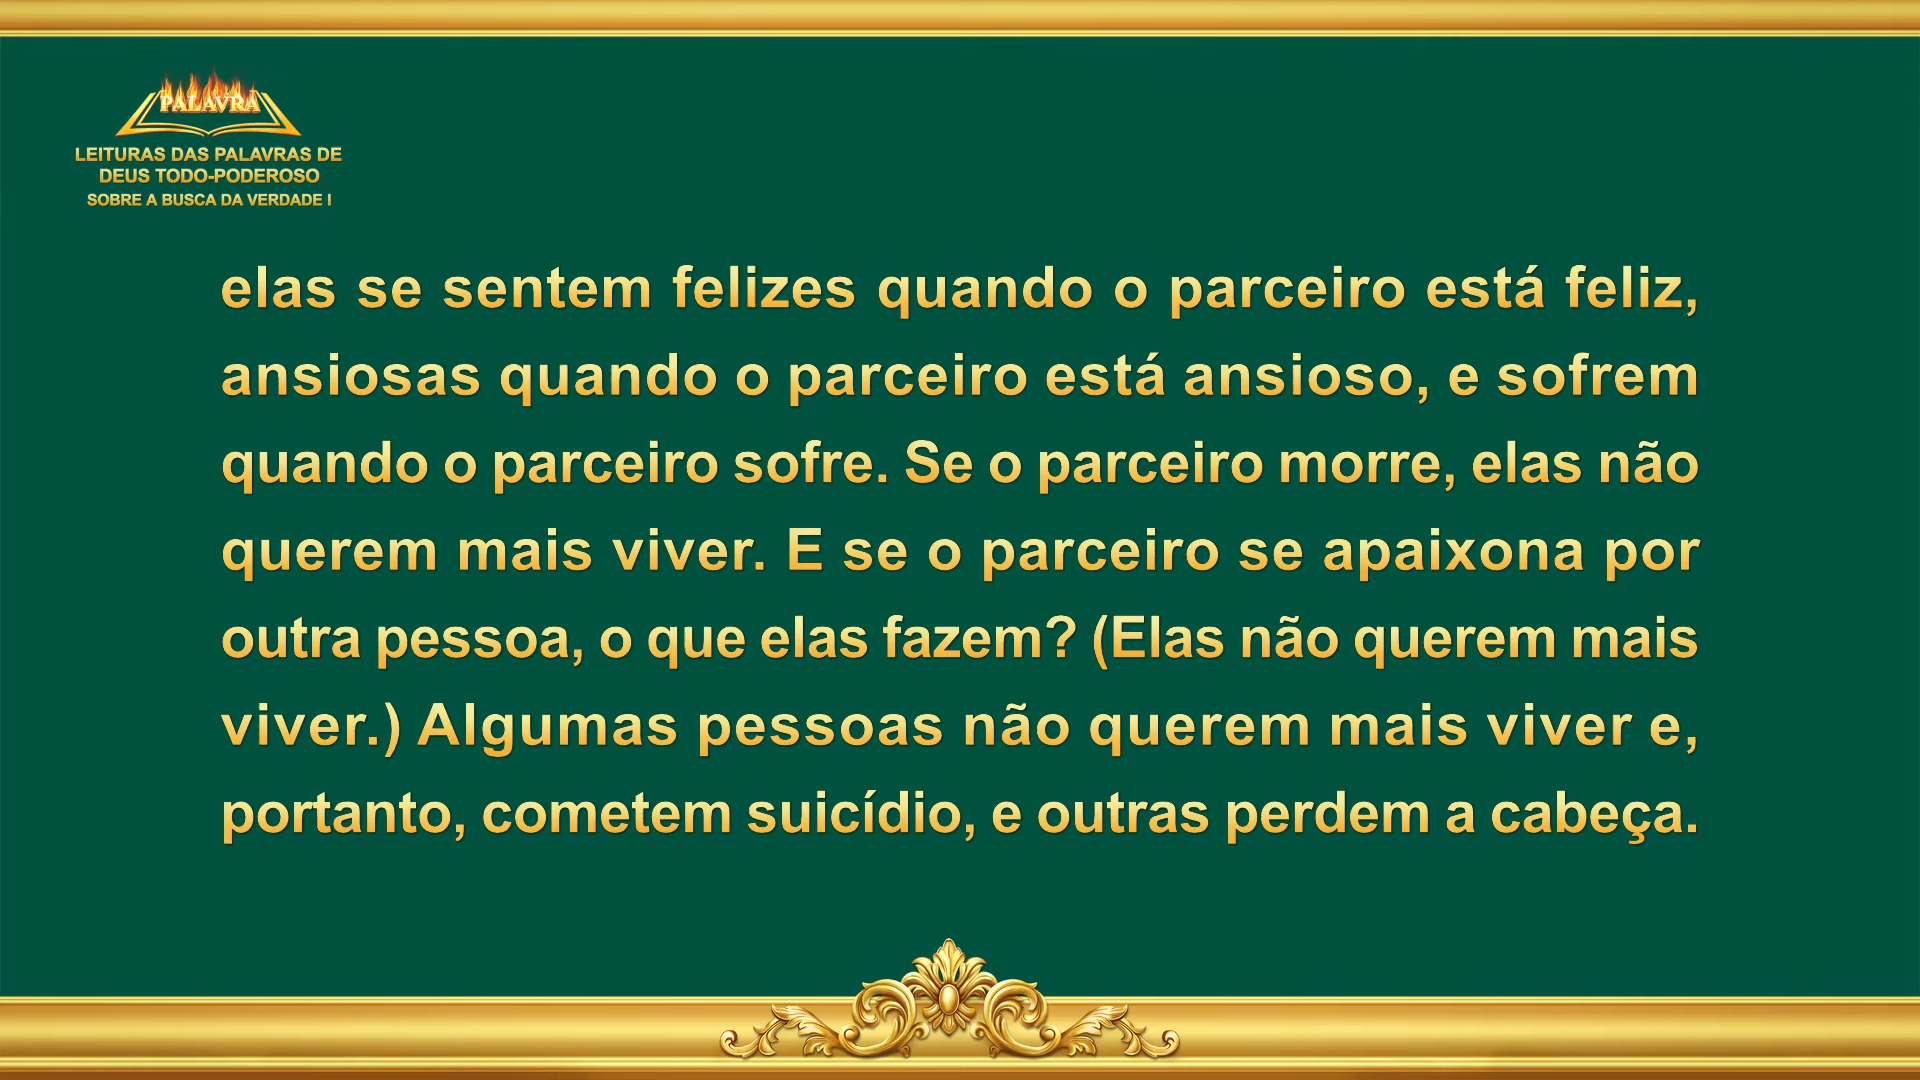 PALAVRA
LEITURAS DAS PALAVRAS DE
DEUS TODO-PODEROSO
SOBRE A BUSCA DA VERDADE I
elas se sentem felizes quando o parceiro está feliz,
ansiosas quando o parceiro está ansioso, e sofrem
quando o parceiro sofre. Se o parceiro morre, elas não
querem mais viver. E se o parceiro se apaixona por
outra pessoa, o que elas fazem? (Elas não querem mais
viver.) Algumas pessoas não querem mais viver e,
portanto, cometem suicídio, e outras perdem a cabeça.